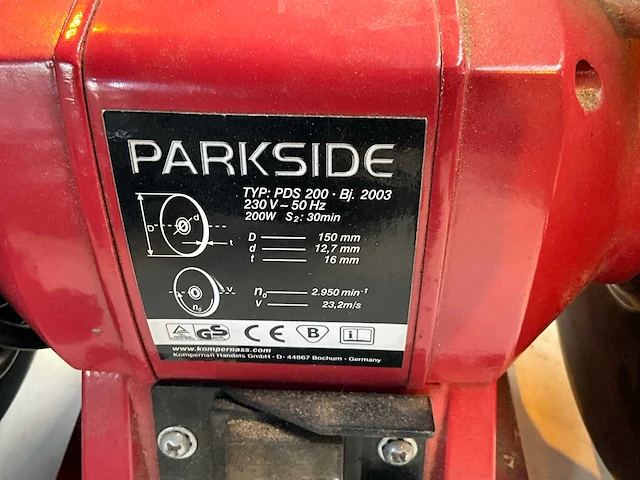 PARKSIDE
TYP: PDS 200 · Bj. 2003
230 V ~ 50 Hz
200W S2: 30min
D 150 mm
d 12,7 mm
t 16 mm
n0 2.950 min-1
V 23,2m/s
D
d
t
V
n0
GS
CE
B
i
www.kompernass.com
Kompernaß Handels GmbH · D - 44867 Bochum · Germany